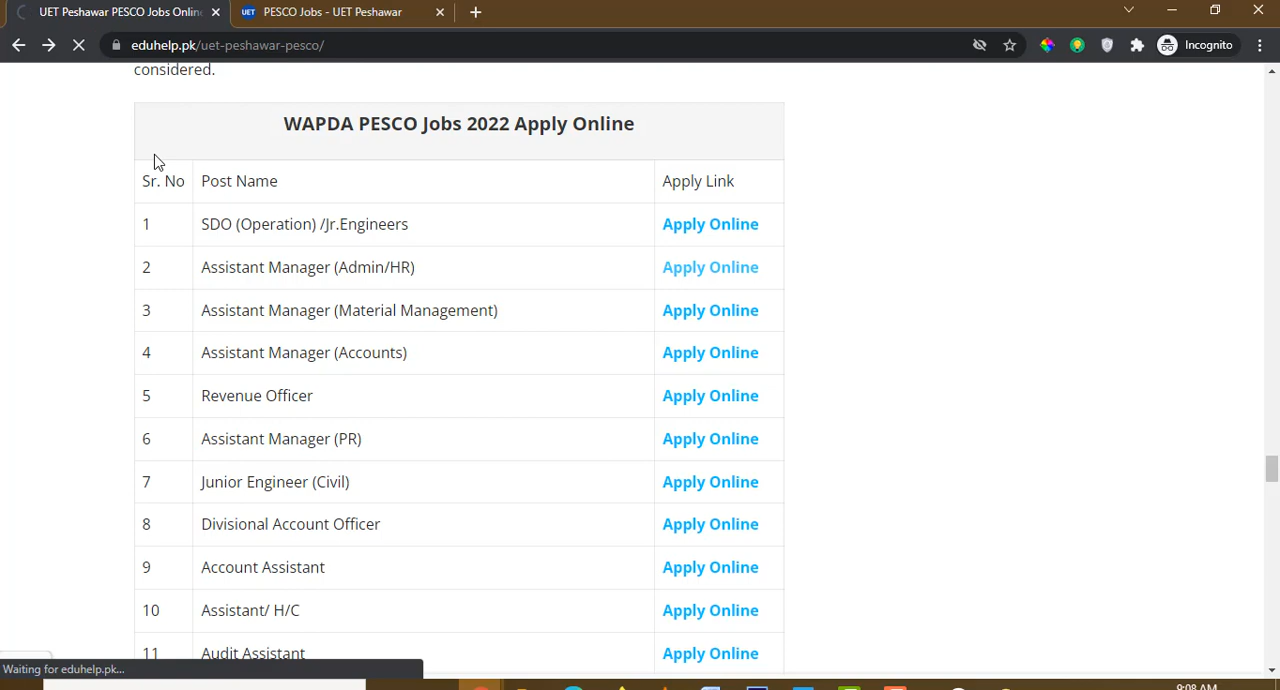 UET Peshawar PESCO Jobs Onlin
UET PESCO Jobs - UET Peshawar
eduhelp.pk/uet-peshawar-pesco/
Incognito
considered.
WAPDA PESCO Jobs 2022 Apply Online
Sr. No Post Name Apply Link
1 SDO (Operation) /Jr.Engineers Apply Online
2 Assistant Manager (Admin/HR) Apply Online
3 Assistant Manager (Material Management) Apply Online
4 Assistant Manager (Accounts) Apply Online
5 Revenue Officer Apply Online
6 Assistant Manager (PR) Apply Online
7 Junior Engineer (Civil) Apply Online
8 Divisional Account Officer Apply Online
9 Account Assistant Apply Online
10 Assistant/ H/C Apply Online
11 Audit Assistant Apply Online
Waiting for eduhelp.pk...
9:08 AM